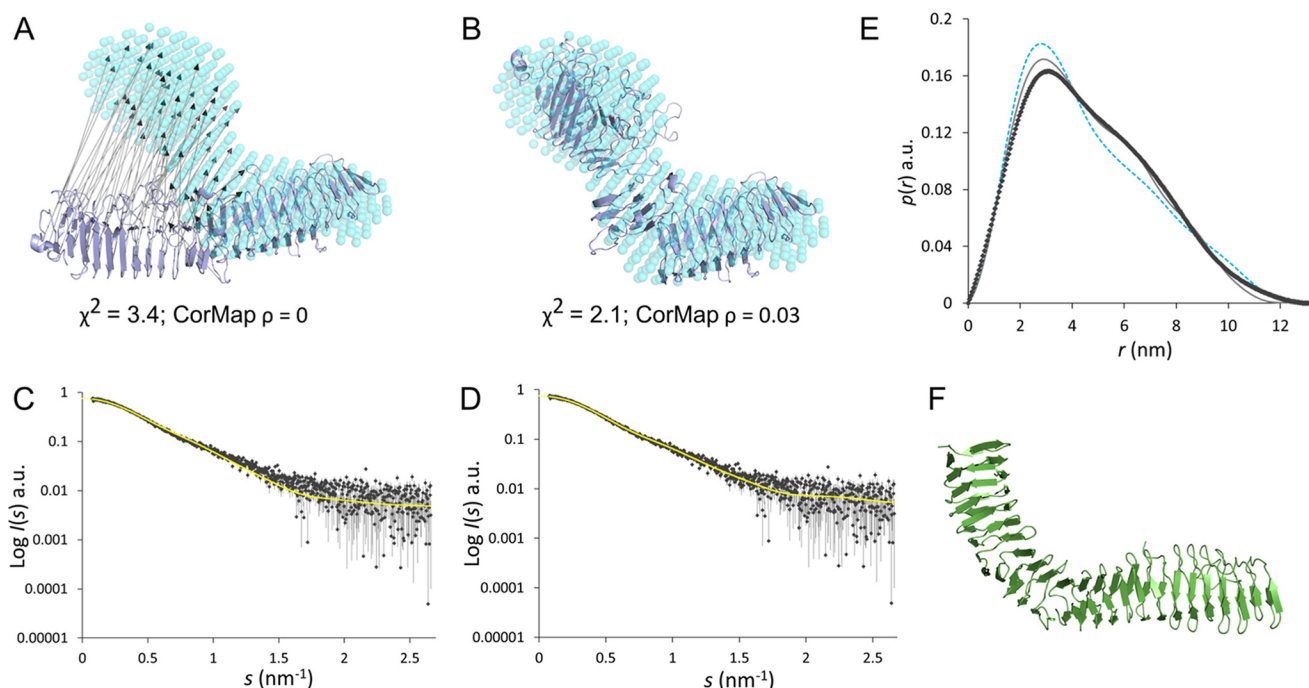 A
B
E
χ² = 3.4; CorMap ρ = 0
χ² = 2.1; CorMap ρ = 0.03
p(r) a.u.
0.2
0.16
0.12
0.08
0.04
0
0 2 4 6 8 10 12
r (nm)
C
Log I(s) a.u.
1
0.1
0.01
0.001
0.0001
0.00001
0 0.5 1 1.5 2 2.5
s (nm⁻¹)
D
Log I(s) a.u.
1
0.1
0.01
0.001
0.0001
0.00001
0 0.5 1 1.5 2 2.5
s (nm⁻¹)
F